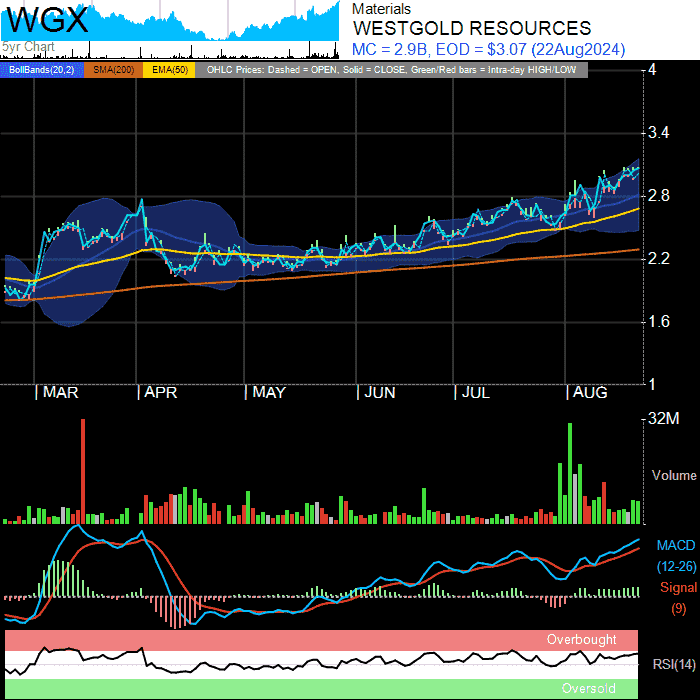 WGX
5yr Chart
Materials
WESTGOLD RESOURCES
MC = 2.9B, EOD = $3.07 (22Aug2024)
BollBands(20,2) SMA(200) EMA(50) OHLC Prices: Dashed = OPEN, Solid = CLOSE, Green/Red bars = Intra-day HIGH/LOW
4
3.4
2.8
2.2
1.6
1
| MAR | APR | MAY | JUN | JUL | AUG
32M
Volume
MACD
(12-26)
Signal
(9)
Overbought
RSI(14)
Oversold